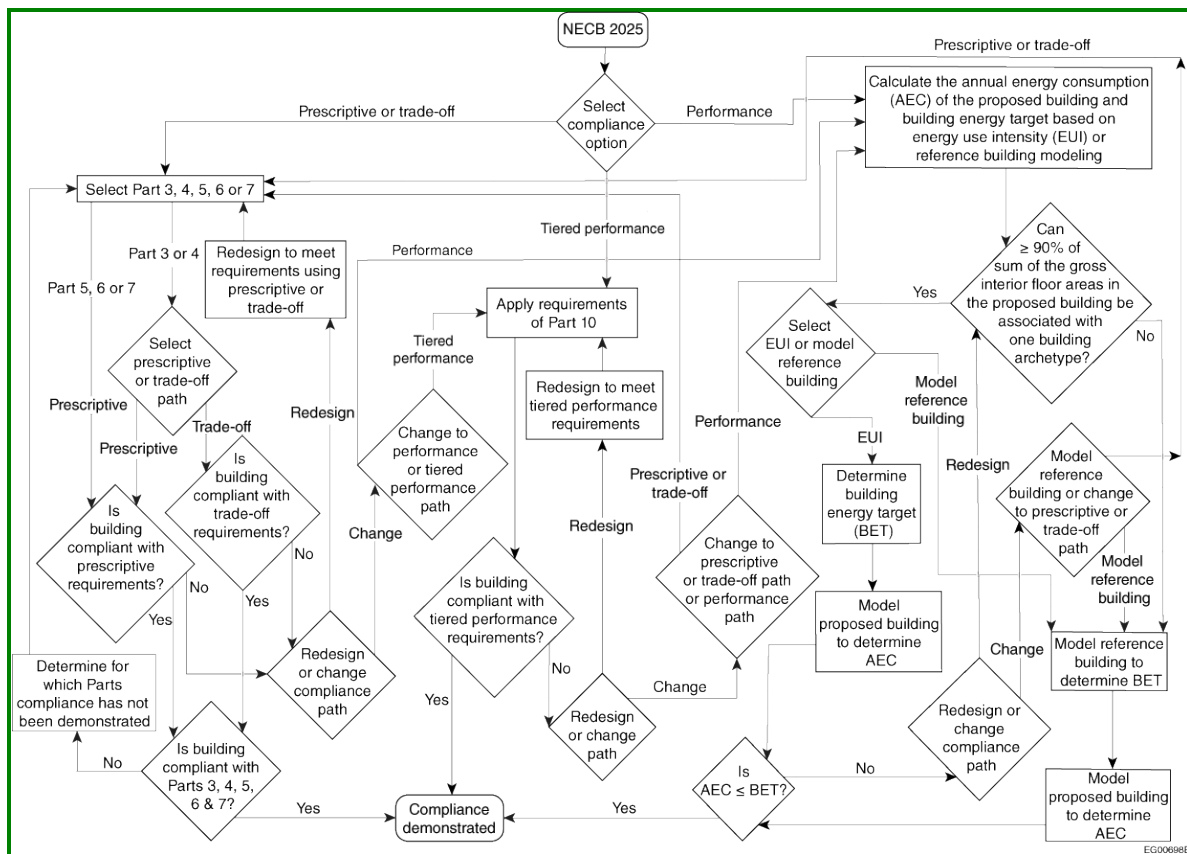 NECB 2025
Prescriptive or trade-off
Select
compliance
option
Prescriptive or trade-off
Performance
Calculate the annual energy consumption
(AEC) of the proposed building and
building energy target based on
energy use intensity (EUI) or
reference building modeling
Select Part 3, 4, 5, 6 or 7
Tiered performance
Part 3 or 4
Part 5, 6 or 7
Redesign to meet
requirements using
prescriptive or
trade-off
Performance
Can
≥ 90% of
sum of the gross
interior floor areas in
the proposed building be
associated with
one building
archetype?
Yes
No
Apply requirements
of Part 10
Select
EUI or model
reference
building
Select
prescriptive
or trade-off
path
Tiered
performance
Redesign to meet
tiered performance
requirements
Model
reference
building
Prescriptive
Trade-off
Prescriptive
Redesign
Change to
performance
or tiered
performance
path
Performance
EUI
Redesign
Model
reference
building or change
to prescriptive or
trade-off
path
Is
building
compliant with
trade-off
requirements?
Determine
building
energy target
(BET)
Prescriptive or
trade-off
Is
building
compliant with
prescriptive
requirements?
No
Change
Redesign
Change to
prescriptive
or trade-off path
or performance
path
Model
reference
building
No
Yes
Yes
Is building
compliant with
tiered performance
requirements?
Model
proposed building
to determine
AEC
Model reference
building to
determine BET
Change
Determine for
which Parts
compliance has not
been demonstrated
Redesign
or change
compliance
path
No
Yes
Change
Redesign
or change
path
Redesign or
change
compliance
path
No
Is building
compliant with
Parts 3, 4, 5,
6 & 7?
Is
AEC ≤ BET?
No
Yes
Compliance
demonstrated
Yes
Model
proposed building
to determine
AEC
EG00698B